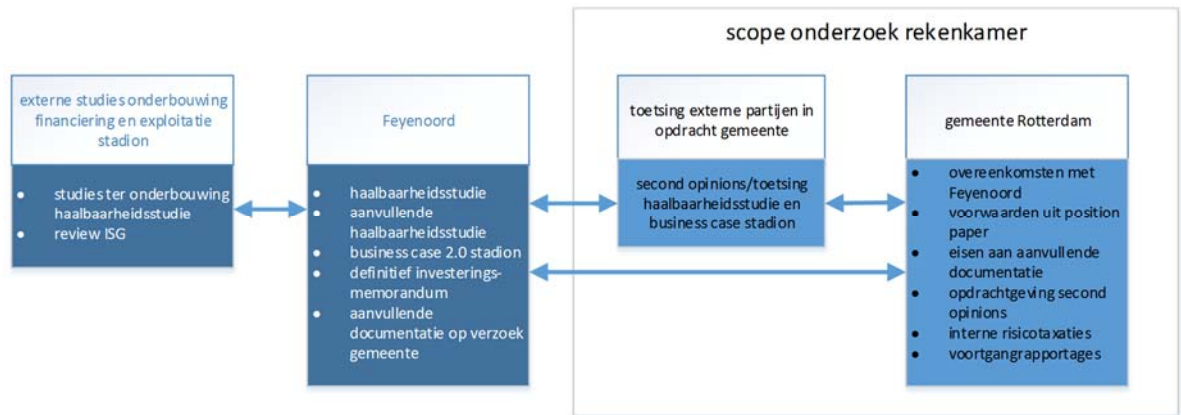 scope onderzoek rekenkamer
externe studies onderbouwing
financiering en exploitatie
stadion
• studies ter onderbouwing
haalbaarheidsstudie
• review ISG
Feyenoord
• haalbaarheidsstudie
• aanvullende
haalbaarheidsstudie
• business case 2.0 stadion
• definitief investerings-
memorandum
• aanvullende
documentatie op verzoek
gemeente
toetsing externe partijen in
opdracht gemeente
second opinions/toetsing
haalbaarheidsstudie en
business case stadion
gemeente Rotterdam
• overeenkomsten met
Feyenoord
• voorwaarden uit position
paper
• eisen aan aanvullende
documentatie
• opdrachtgeving second
opinions
• interne risicotaxaties
• voortgangrapportages